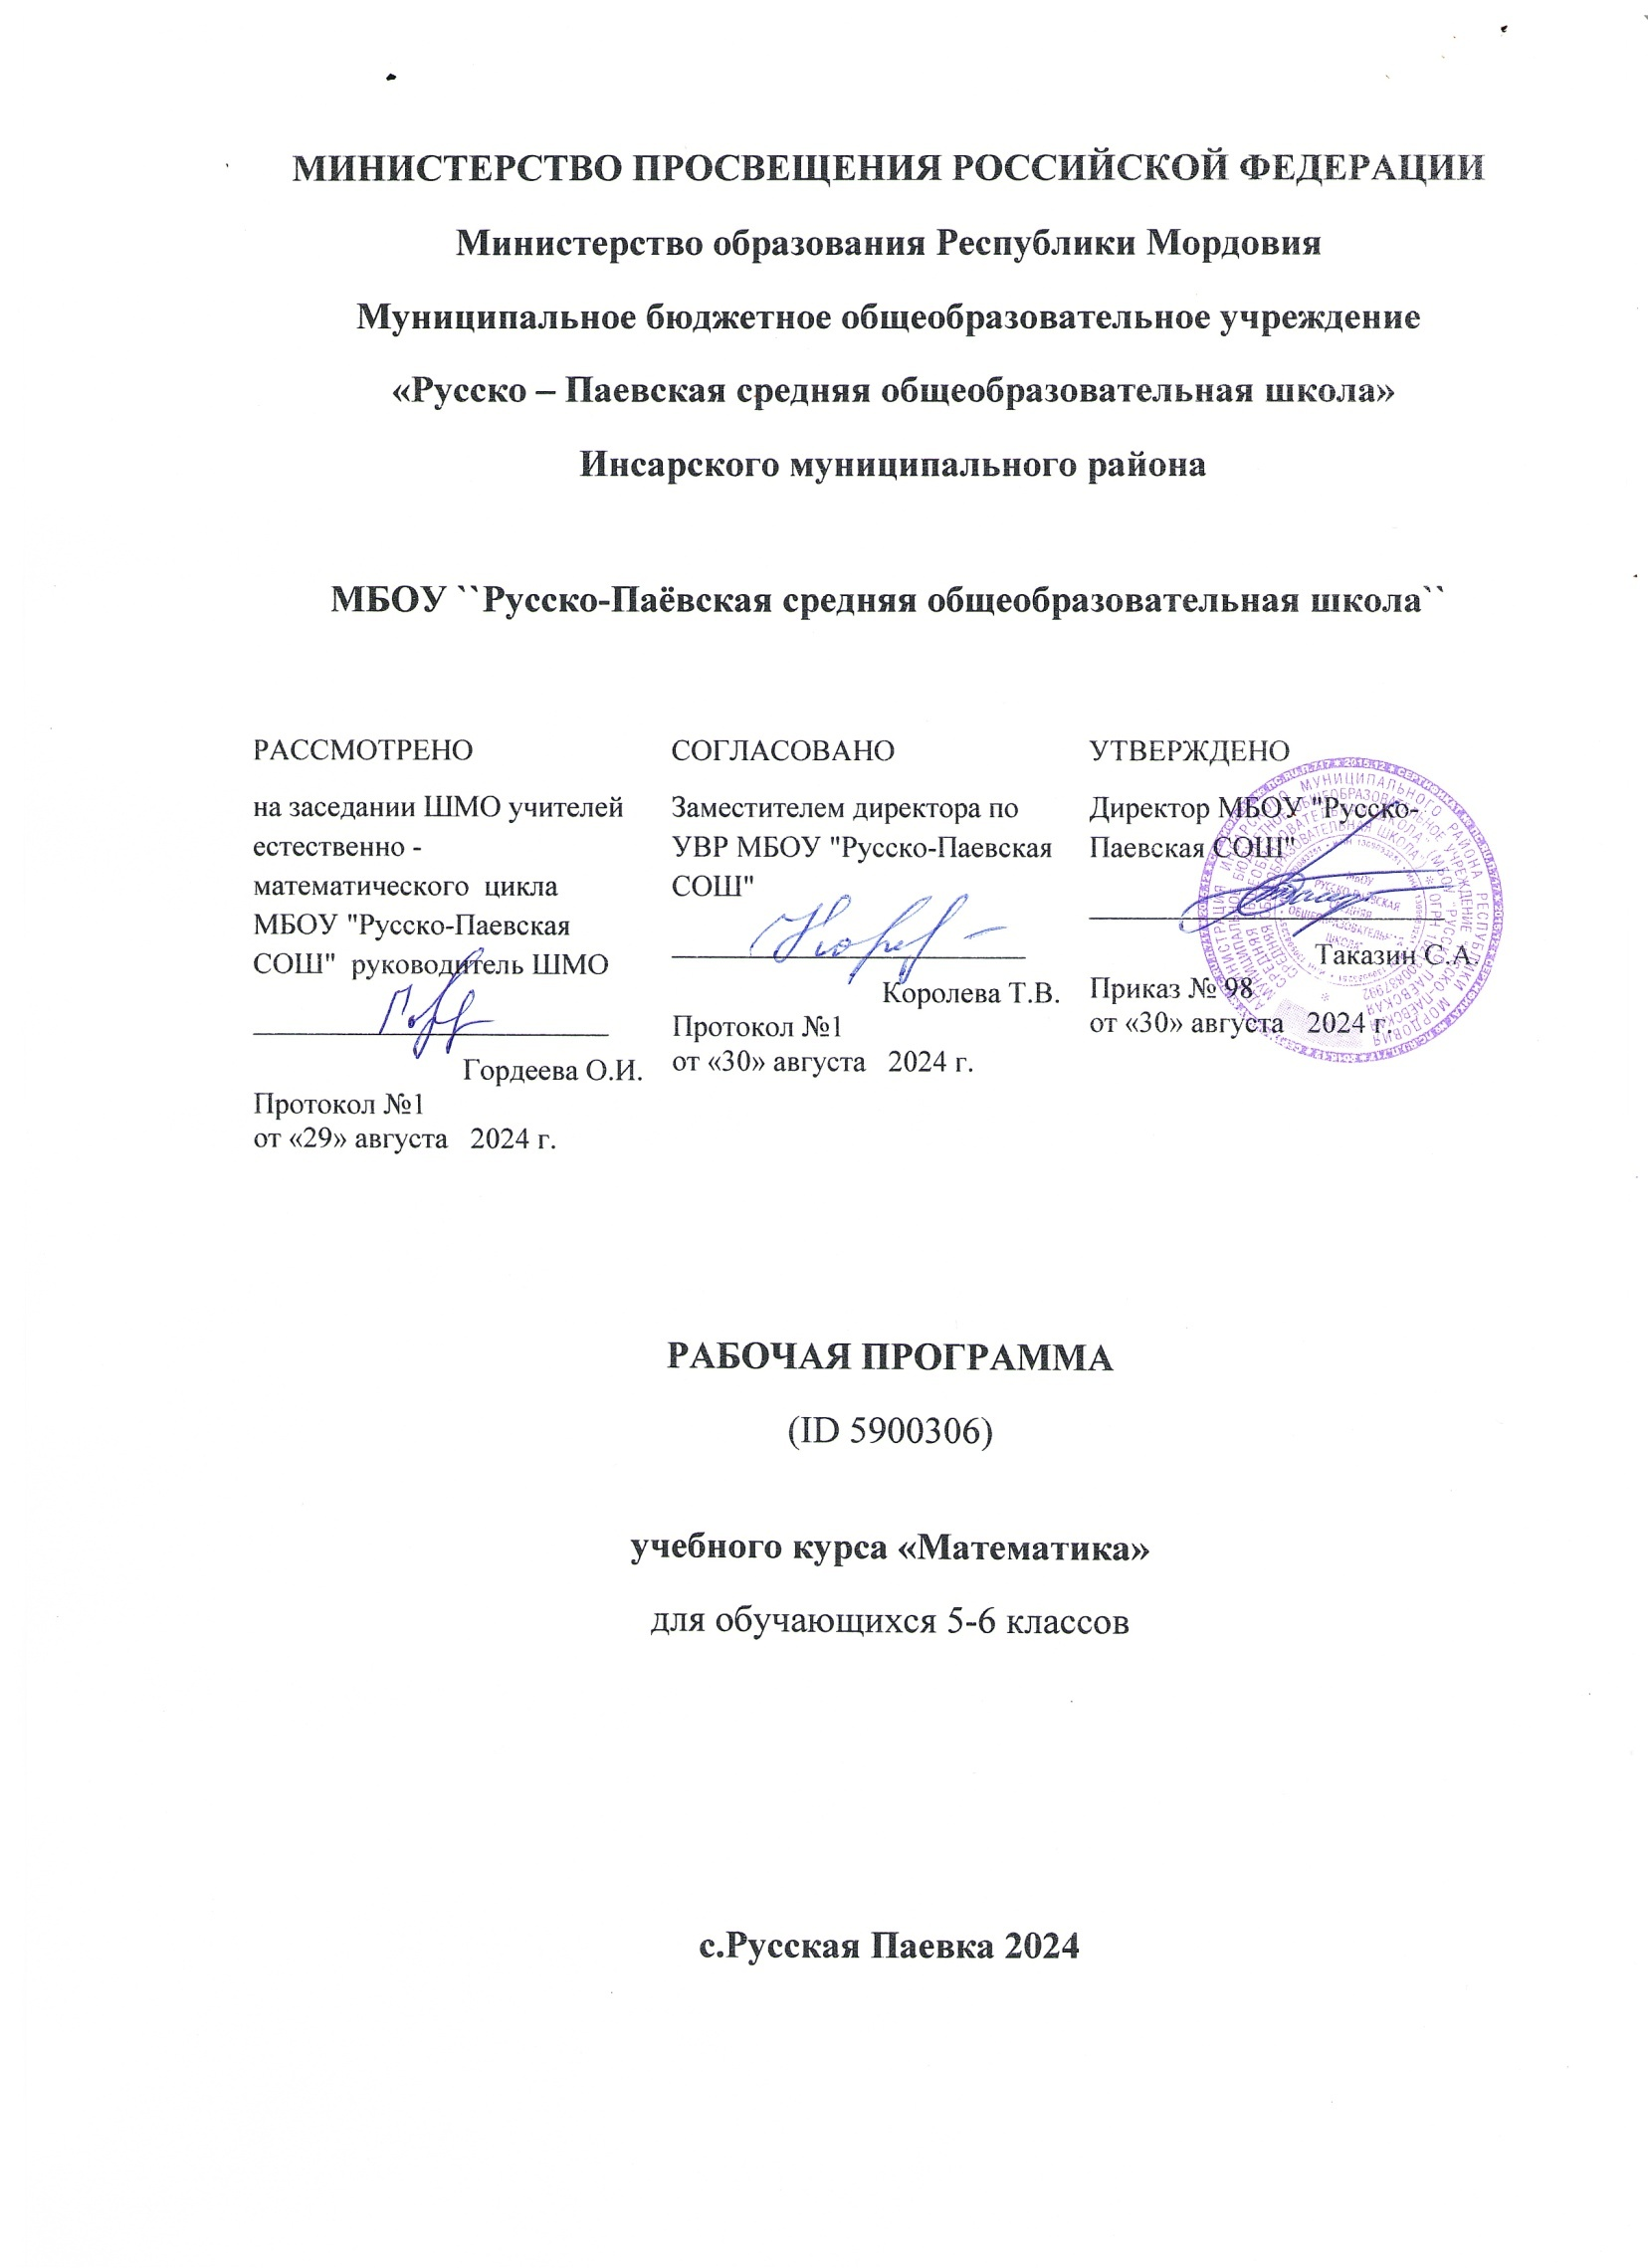 МИНИСТЕРСТВО ПРОСВЕЩЕНИЯ РОССИЙСКОЙ ФЕДЕРАЦИИ
Министерство образования Республики Мордовия
Муниципальное бюджетное общеобразовательное учреждение
«Русско – Паевская средняя общеобразовательная школа»
Инсарского муниципального района
МБОУ ``Русско-Паёвская средняя общеобразовательная школа``
РАССМОТРЕНО
на заседании ШМО учителей
естественно -
математического цикла
МБОУ "Русско-Паевская
СОШ" руководитель ШМО
Гордеева О.И.
Протокол №1
от «29» августа 2024 г.
СОГЛАСОВАНО
Заместителем директора по
УВР МБОУ "Русско-Паевская
СОШ"
Королева Т.В.
Протокол №1
от «30» августа 2024 г.
УТВЕРЖДЕНО
Директор МБОУ "Русско-
Паевская СОШ"
Таказин С.А.
Приказ № 98
от «30» августа 2024 г.
РАБОЧАЯ ПРОГРАММА
(ID 5900306)
учебного курса «Математика»
для обучающихся 5-6 классов
с.Русская Паевка 2024